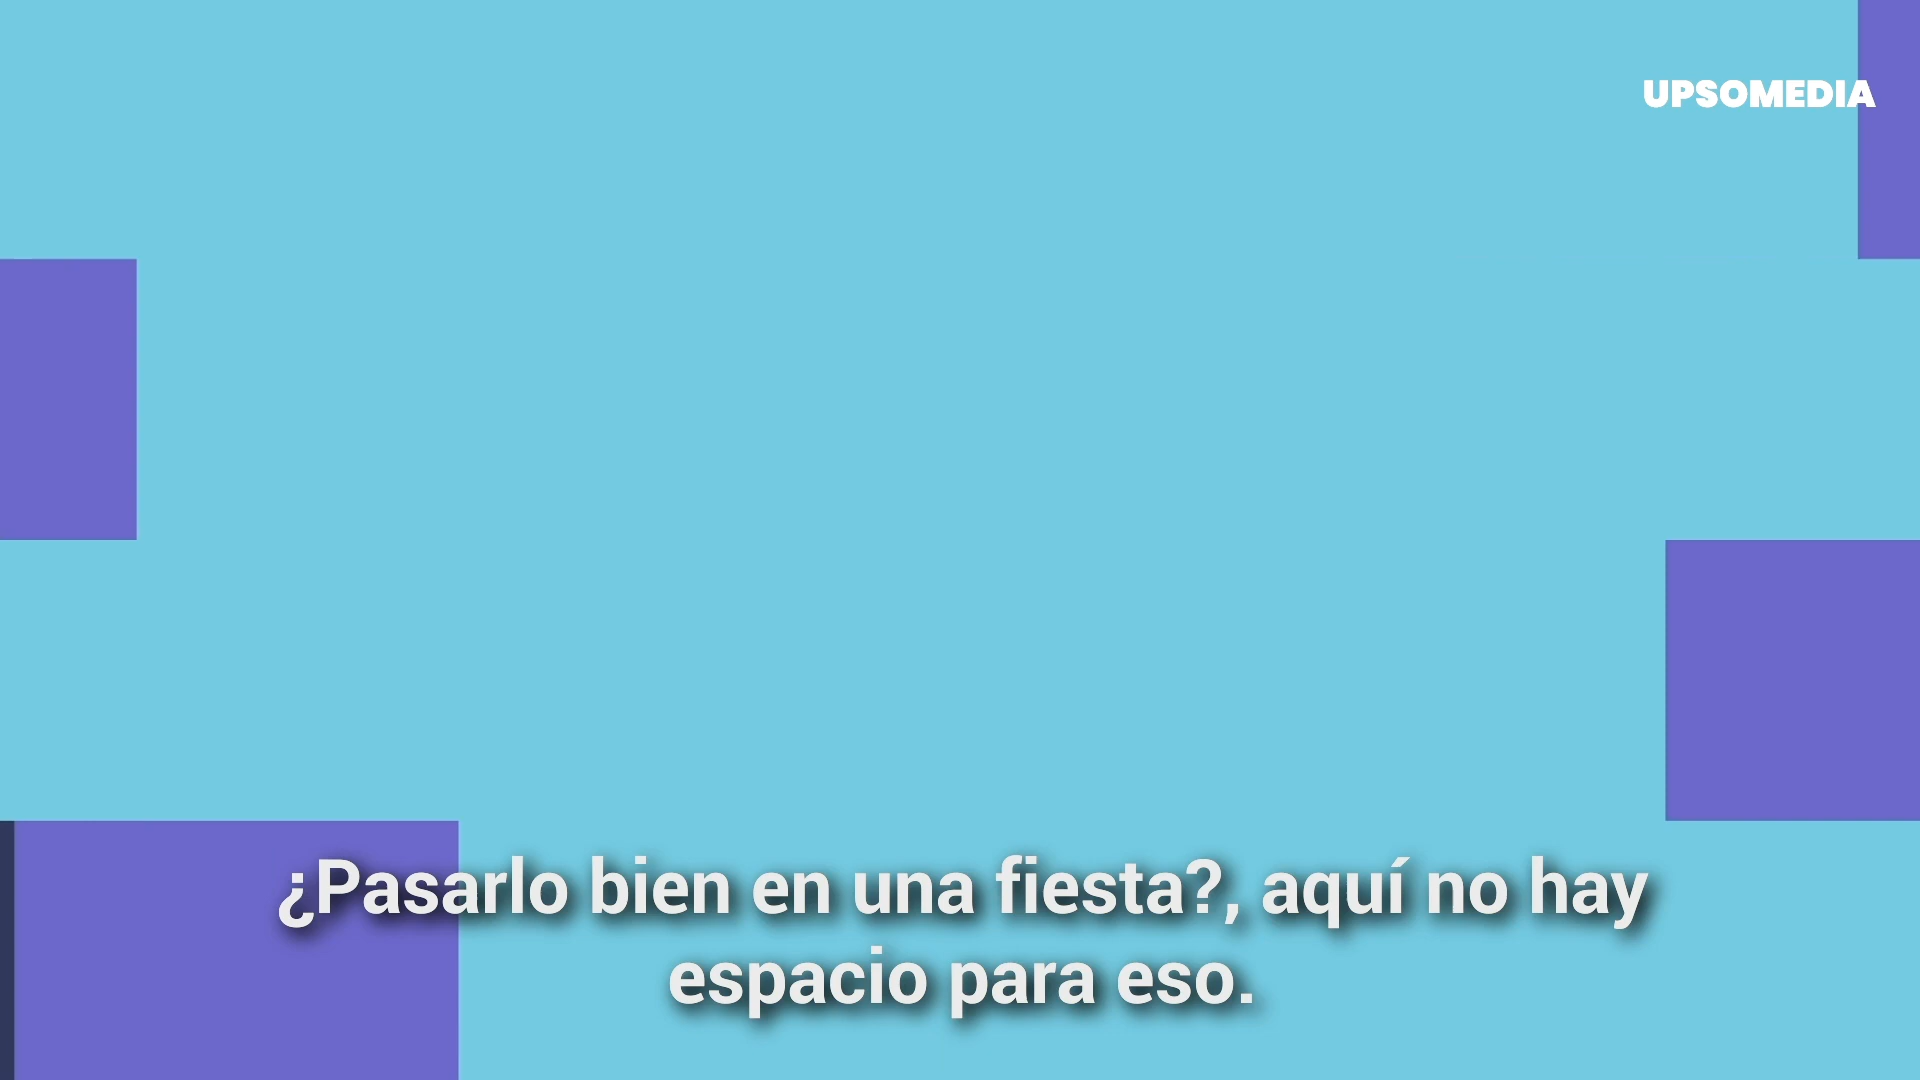 UPSOMEDIA
¿Pasarlo bien en una fiesta?, aquí no hay
espacio para eso.